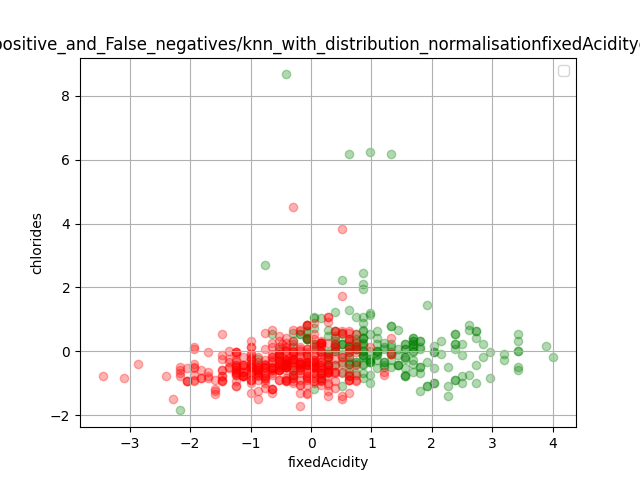 positive_and_False_negatives/knn_with_distribution_normalisationfixedAcidity
chlorides
8
6
4
2
0
−2
−3 −2 −1 0 1 2 3 4
fixedAcidity